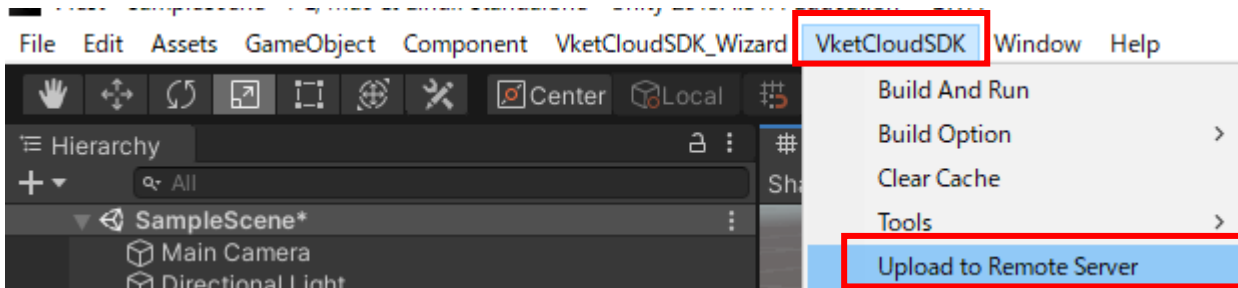 File Edit Assets GameObject Component VketCloudSDK_Wizard VketCloudSDK Window Help
Center Local
Build And Run
Hierarchy
Build Option
All
Clear Cache
SampleScene*
Tools
Main Camera
Upload to Remote Server
Directional Light